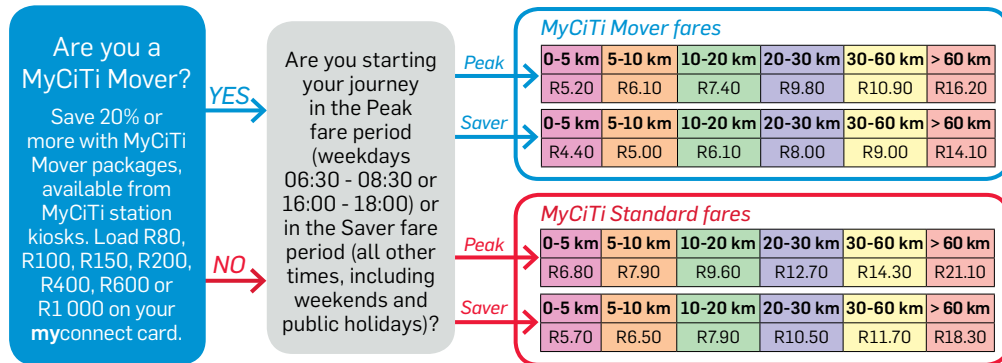 Are you a
MyCiTi Mover?
Save 20% or
more with MyCiTi
Mover packages,
available from
MyCiTi station
kiosks. Load R80,
R100, R150, R200,
R400, R600 or
R1 000 on your
myconnect card.
YES
NO
Are you starting
your journey
in the Peak
fare period
(weekdays
06:30 - 08:30 or
16:00 - 18:00) or
in the Saver fare
period (all other
times, including
weekends and
public holidays)?
Peak
Saver
MyCiTi Mover fares
0-5 km 5-10 km 10-20 km 20-30 km 30-60 km > 60 km
R5.20 R6.10 R7.40 R9.80 R10.90 R16.20
0-5 km 5-10 km 10-20 km 20-30 km 30-60 km > 60 km
R4.40 R5.00 R6.10 R8.00 R9.00 R14.10
Peak
Saver
MyCiTi Standard fares
0-5 km 5-10 km 10-20 km 20-30 km 30-60 km > 60 km
R6.80 R7.90 R9.60 R12.70 R14.30 R21.10
0-5 km 5-10 km 10-20 km 20-30 km 30-60 km > 60 km
R5.70 R6.50 R7.90 R10.50 R11.70 R18.30